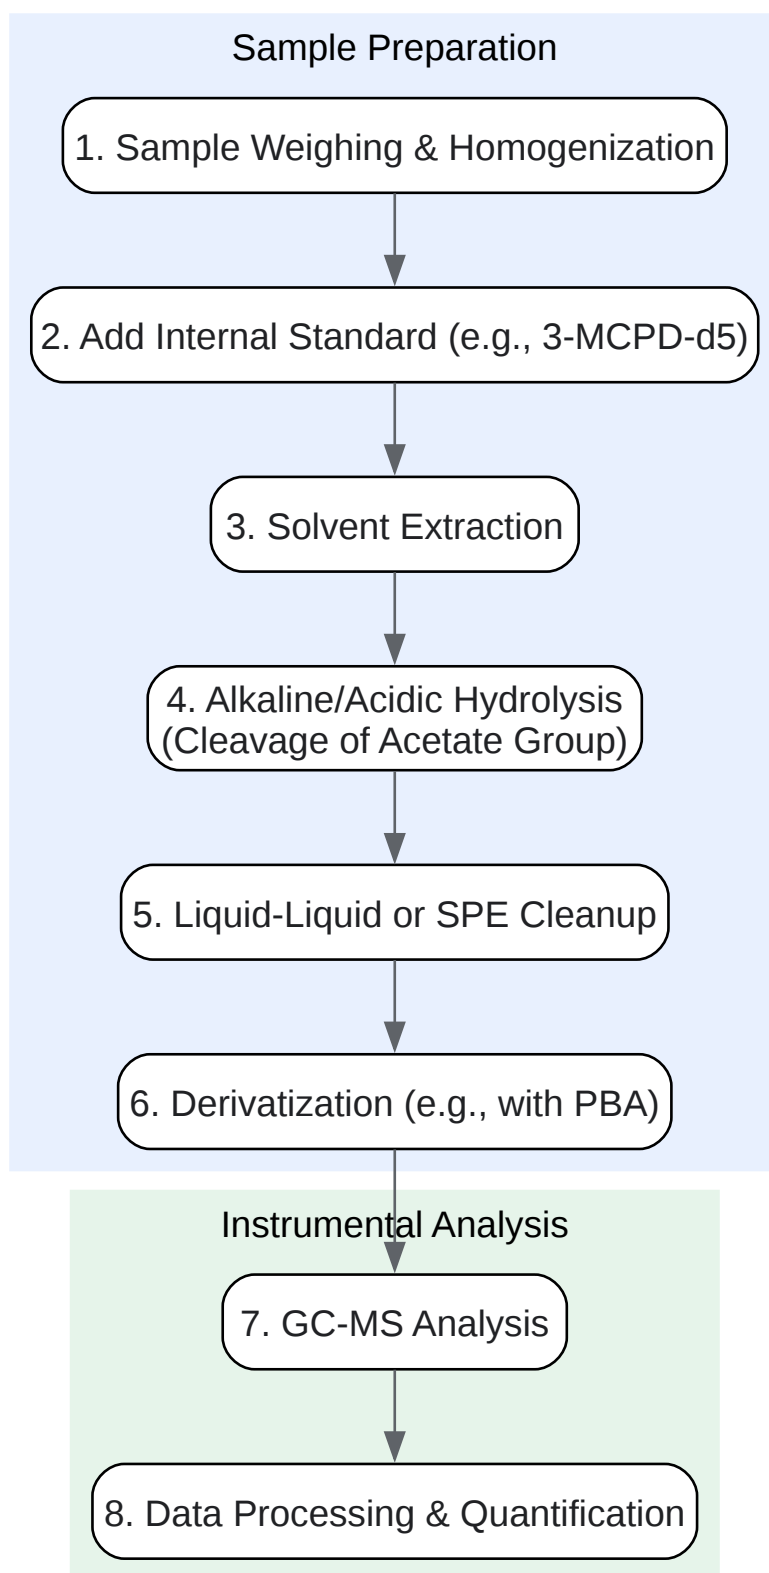 Sample Preparation
1. Sample Weighing & Homogenization
2. Add Internal Standard (e.g., 3-MCPD-d5)
3. Solvent Extraction
4. Alkaline/Acidic Hydrolysis
(Cleavage of Acetate Group)
5. Liquid-Liquid or SPE Cleanup
6. Derivatization (e.g., with PBA)
Instrumental Analysis
7. GC-MS Analysis
8. Data Processing & Quantification